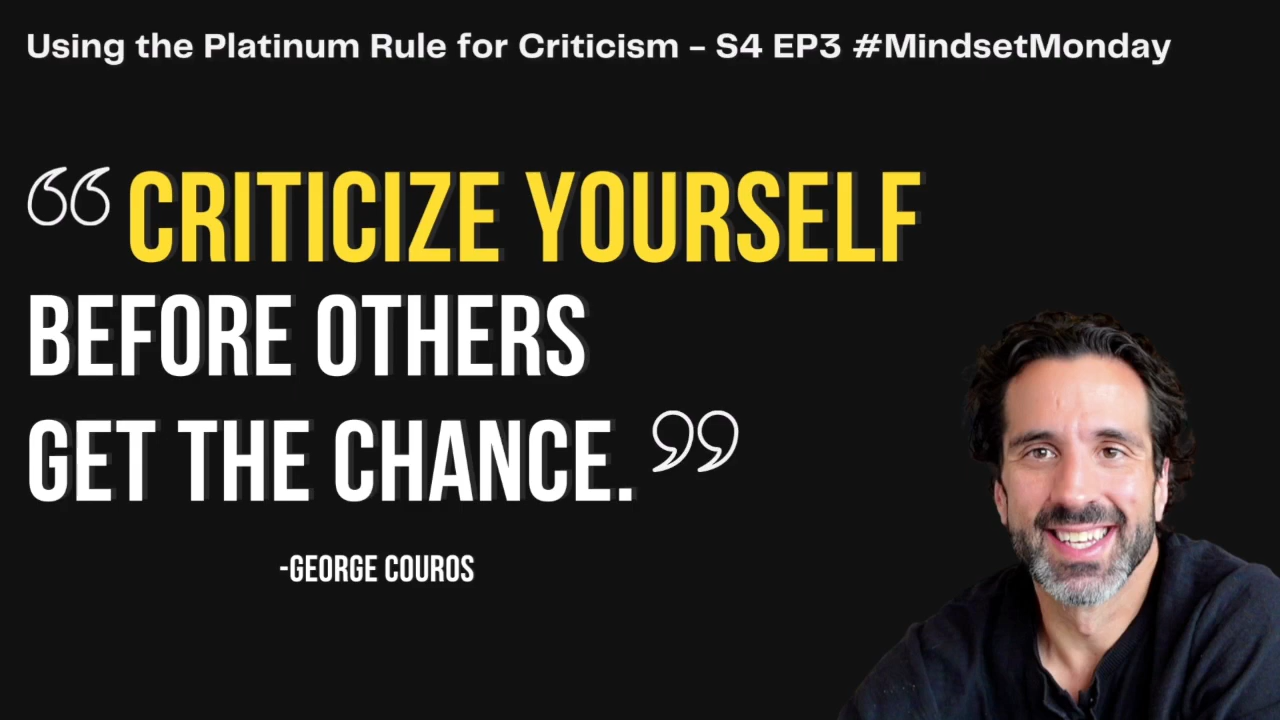 Using the Platinum Rule for Criticism – S4 EP3 #MindsetMonday
“CRITICIZE YOURSELF
BEFORE OTHERS
GET THE CHANCE.”
-GEORGE COUROS